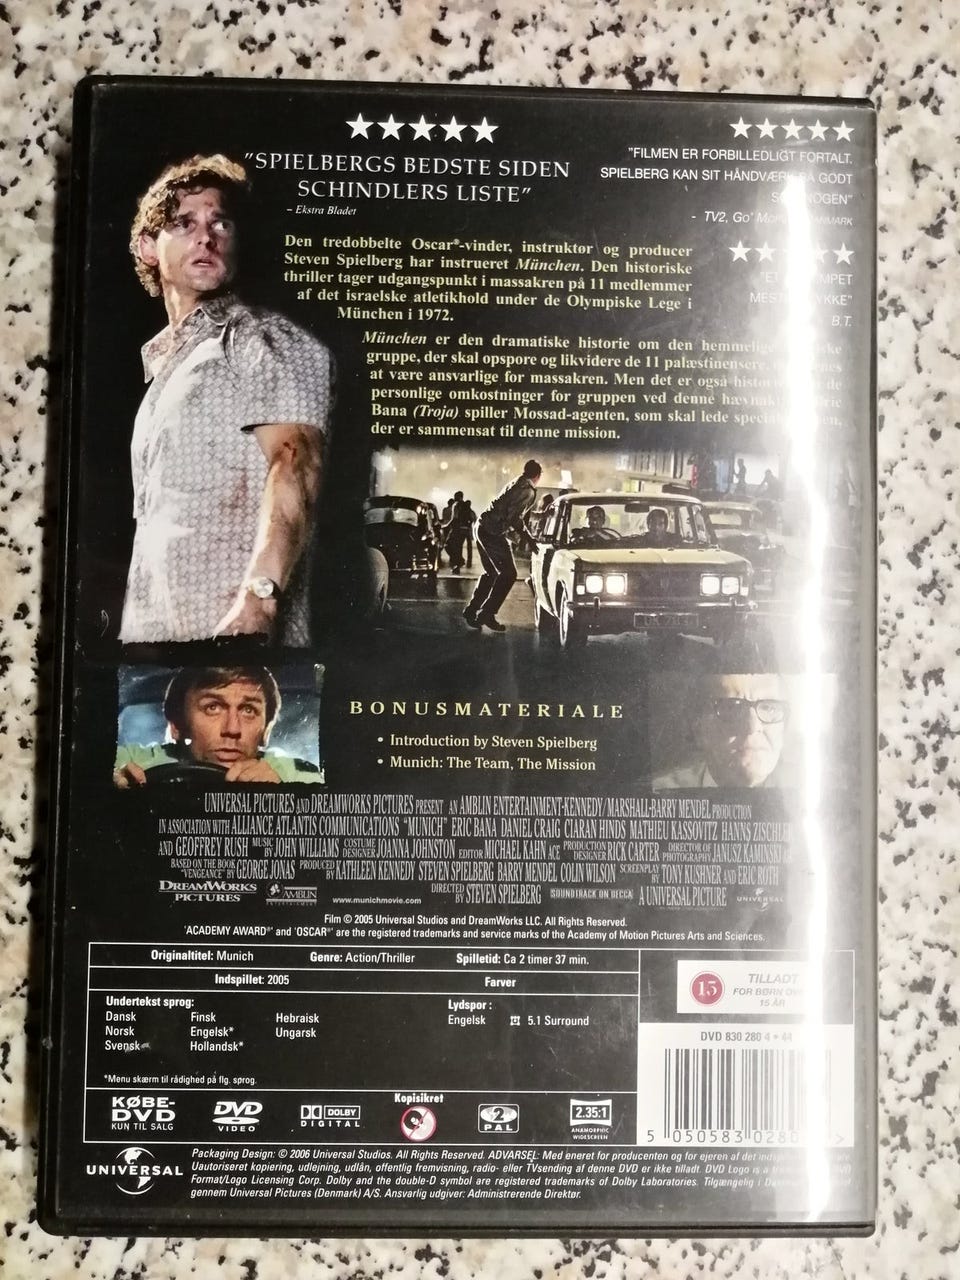 "SPIELBERGS BEDSTE SIDEN
SCHINDLERS LISTE"
– Ekstra Bladet
"FILMEN ER FORBILLEDLIGT FORTALT.
SPIELBERG KAN SIT HÅNDVÆRK PÅ GODT
- TV2, Go'
B.T.
Den tredobbelte Oscar®-vinder, instruktør og producer
Steven Spielberg har instrueret München. Den historiske
thriller tager udgangspunkt i massakren på 11 medlemmer
af det israelske atletikhold under de Olympiske Lege i
München i 1972.
München er den dramatiske historie om den hemmelige
gruppe, der skal opspore og likvidere de 11 palæstinensere,
at være ansvarlige for massakren. Men det er også de
personlige omkostninger for gruppen ved denne Eric
Bana (Troja) spiller Mossad-agenten, som skal lede
der er sammensat til denne mission.
BONUSMATERIALE
• Introduction by Steven Spielberg
• Munich: The Team, The Mission
UNIVERSAL PICTURES AND DREAMWORKS PICTURES PRESENT AN AMBLIN ENTERTAINMENT-KENNEDY/MARSHALL-BARRY MENDEL PRODUCTION
IN ASSOCIATION WITH ALLIANCE ATLANTIS COMMUNICATIONS "MUNICH" ERIC BANA DANIEL CRAIG CIARAN HINDS MATHIEU KASSOVITZ HANNS ZISCHLER
AND GEOFFREY RUSH MUSIC BY JOHN WILLIAMS COSTUME DESIGNER JOANNA JOHNSTON EDITOR MICHAEL KAHN ACE PRODUCTION DESIGNER RICK CARTER DIRECTOR OF PHOTOGRAPHY JANUSZ KAMINSKI
BASED ON THE BOOK "VENGEANCE" BY GEORGE JONAS PRODUCED BY KATHLEEN KENNEDY STEVEN SPIELBERG BARRY MENDEL COLIN WILSON SCREENPLAY BY TONY KUSHNER AND ERIC ROTH
DREAMWORKS PICTURES AMBLIN ENTERTAINMENT www.munichmovie.com DIRECTED BY STEVEN SPIELBERG SOUNDTRACK ON DECCA A UNIVERSAL PICTURE UNIVERSAL
Film © 2005 Universal Studios and DreamWorks LLC. All Rights Reserved.
'ACADEMY AWARD®' and 'OSCAR®' are the registered trademarks and service marks of the Academy of Motion Pictures Arts and Sciences.
Originaltitel: Munich Genre: Action/Thriller Spilletid: Ca 2 timer 37 min.
Indspillet: 2005 Farver
Undertekst sprog:
Dansk Finsk Hebraisk
Norsk Engelsk* Ungarsk
Svensk Hollandsk*
Lydspor :
Engelsk 5.1 Surround
*Menu skærm til rådighed på flg. sprog.
15 TILLADT
FOR BØRN
15 ÅR
DVD 830 280 4 • 44
5 050583 0280
KØBE-
DVD
KUN TIL SALG
DVD
VIDEO
DOLBY
DIGITAL
Kopisikret
2
PAL
2.35:1
ANAMORPHIC
WIDESCREEN
UNIVERSAL
Packaging Design: © 2006 Universal Studios. All Rights Reserved. ADVARSEL: Med eneret for producenten og for ejeren af det
Uautoriseret kopiering, udlejning, udlån, offentlig fremvisning, radio- eller TVsending af denne DVD er ikke tilladt. DVD Logo is a DVD
Format/Logo Licensing Corp. Dolby and the double-D symbol are registered trademarks of Dolby Laboratories. Tilgængelig i
gennem Universal Pictures (Denmark) A/S. Ansvarlig udgiver: Administrerende Direktør.